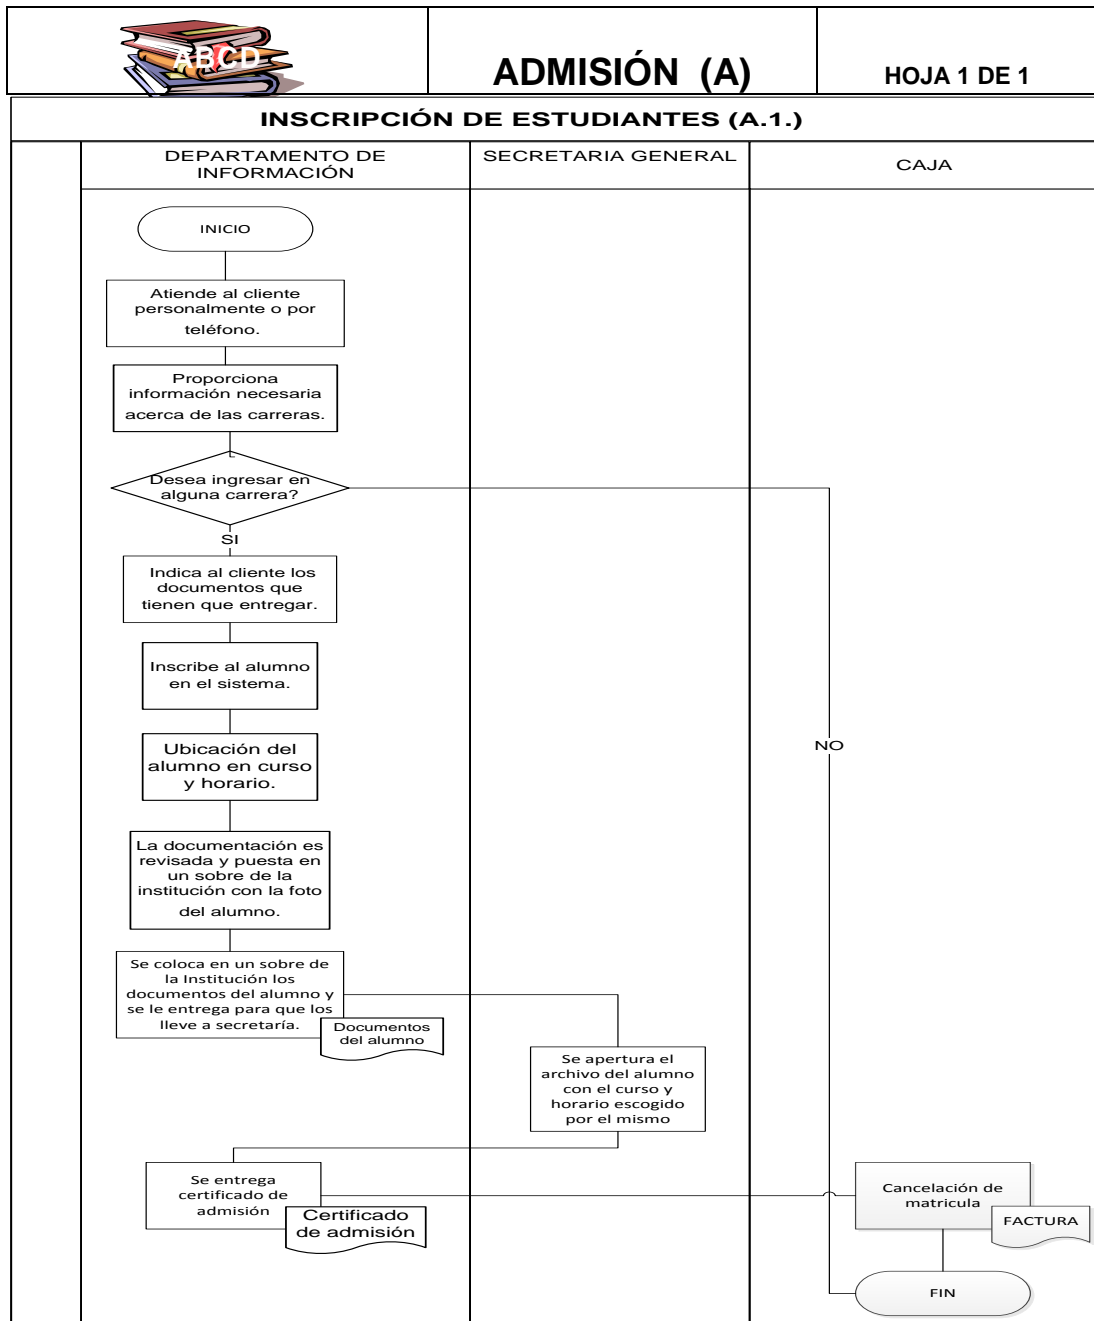 ABCD
ADMISIÓN (A)
HOJA 1 DE 1
INSCRIPCIÓN DE ESTUDIANTES (A.1.)
DEPARTAMENTO DE
INFORMACIÓN
SECRETARIA GENERAL
CAJA
INICIO
Atiende al cliente
personalmente o por
teléfono.
Proporciona
información necesaria
acerca de las carreras.
Desea ingresar en
alguna carrera?
SI
Indica al cliente los
documentos que
tienen que entregar.
Inscribe al alumno
en el sistema.
Ubicación del
alumno en curso
y horario.
NO
La documentación es
revisada y puesta en
un sobre de la
institución con la foto
del alumno.
Se coloca en un sobre de
la Institución los
documentos del alumno y
se le entrega para que los
lleve a secretaría.
Documentos
del alumno
Se apertura el
archivo del alumno
con el curso y
horario escogido
por el mismo
Se entrega
certificado de
admisión
Certificado
de admisión
Cancelación de
matricula
FACTURA
FIN